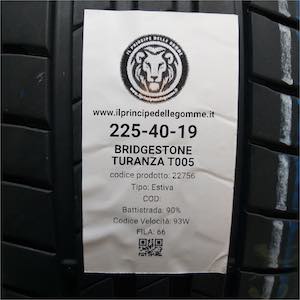 IL PRINCIPE DELLE GOMME
www.ilprincipedellegomme.it
225-40-19
BRIDGESTONE
TURANZA T005
codice prodotto: 22756
Tipo: Estiva
COD:
Battistrada: 90%
Codice Velocità: 93W
FILA: 66